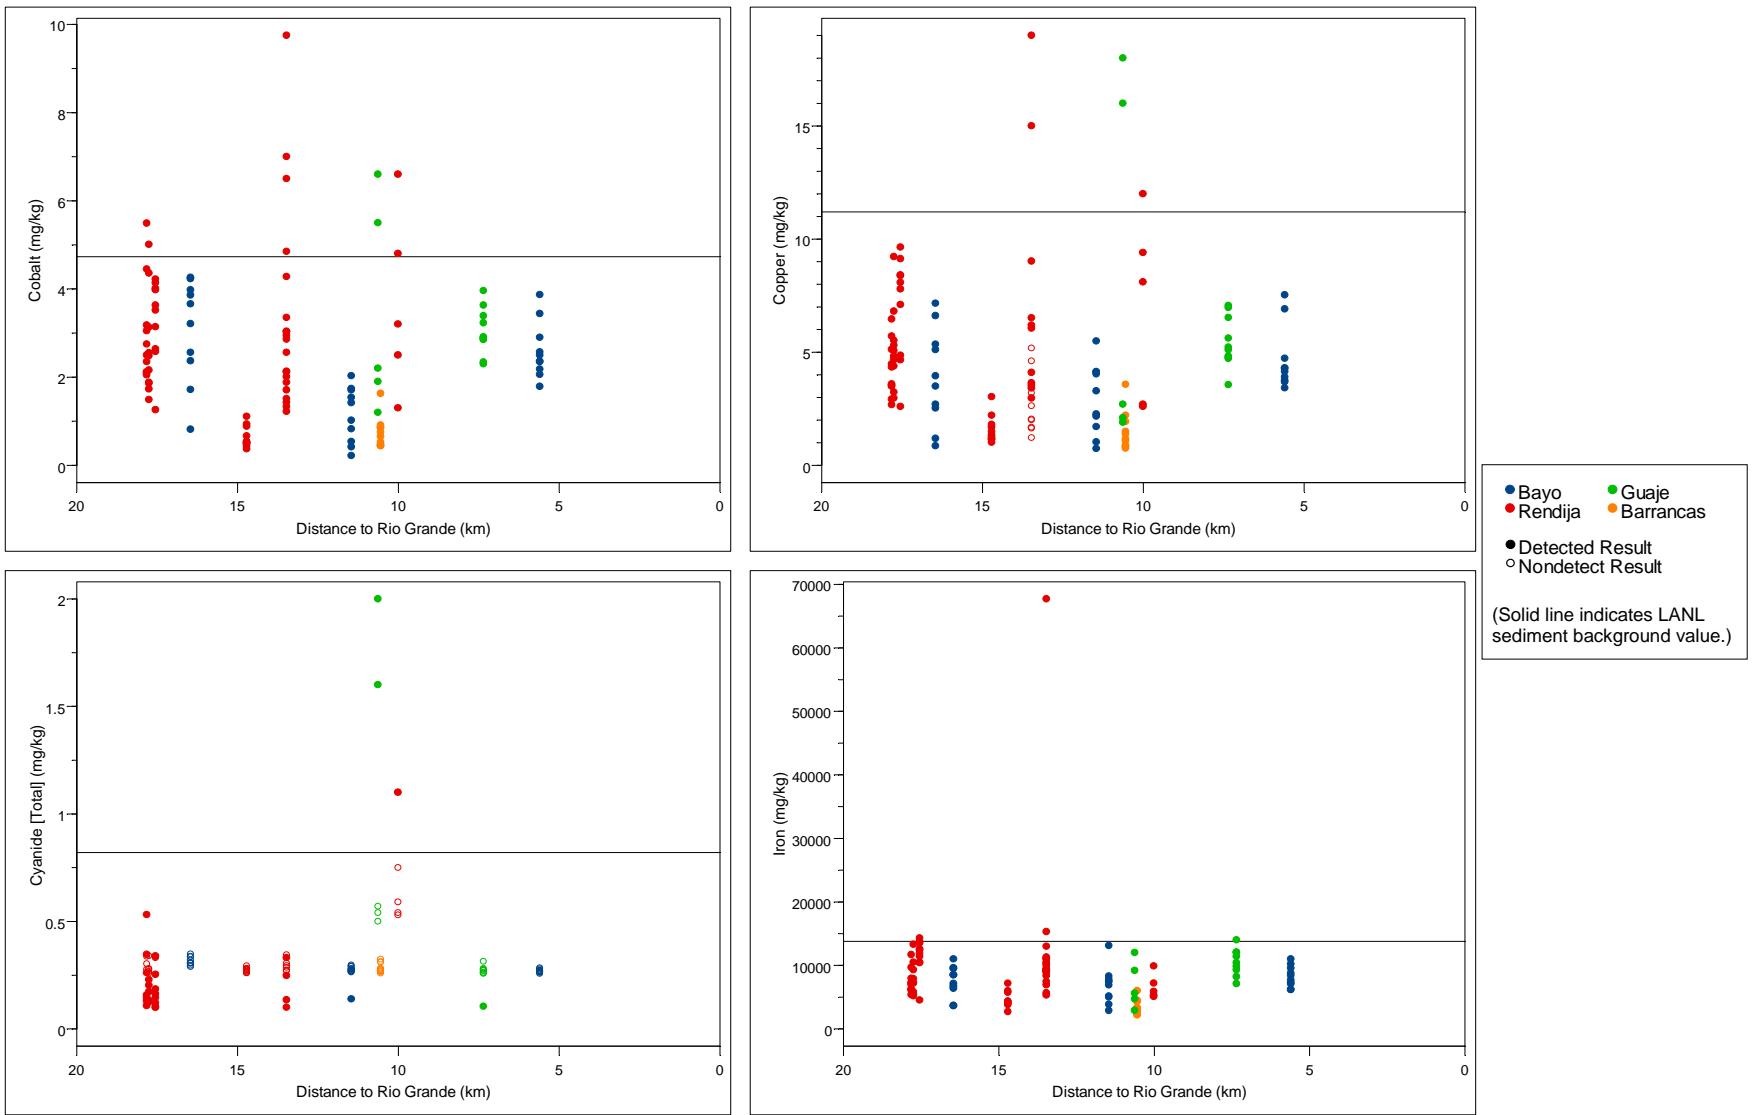 10
8
6
4
2
0
Cobalt (mg/kg)
20 15 10 5 0
Distance to Rio Grande (km)
15
10
5
0
Copper (mg/kg)
20 15 10 5 0
Distance to Rio Grande (km)
2
1.5
1
0.5
0
Cyanide [Total] (mg/kg)
20 15 10 5 0
Distance to Rio Grande (km)
70000
60000
50000
40000
30000
20000
10000
0
Iron (mg/kg)
20 15 10 5 0
Distance to Rio Grande (km)
Bayo Guaje
Rendija Barrancas
Detected Result
Nondetect Result
(Solid line indicates LANL
sediment background value.)